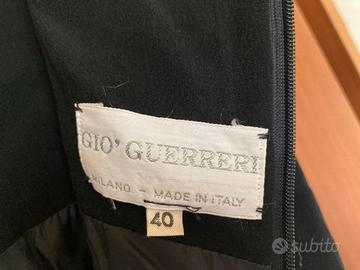 GIO' GUERRERI
MILANO - MADE IN ITALY
40
subito